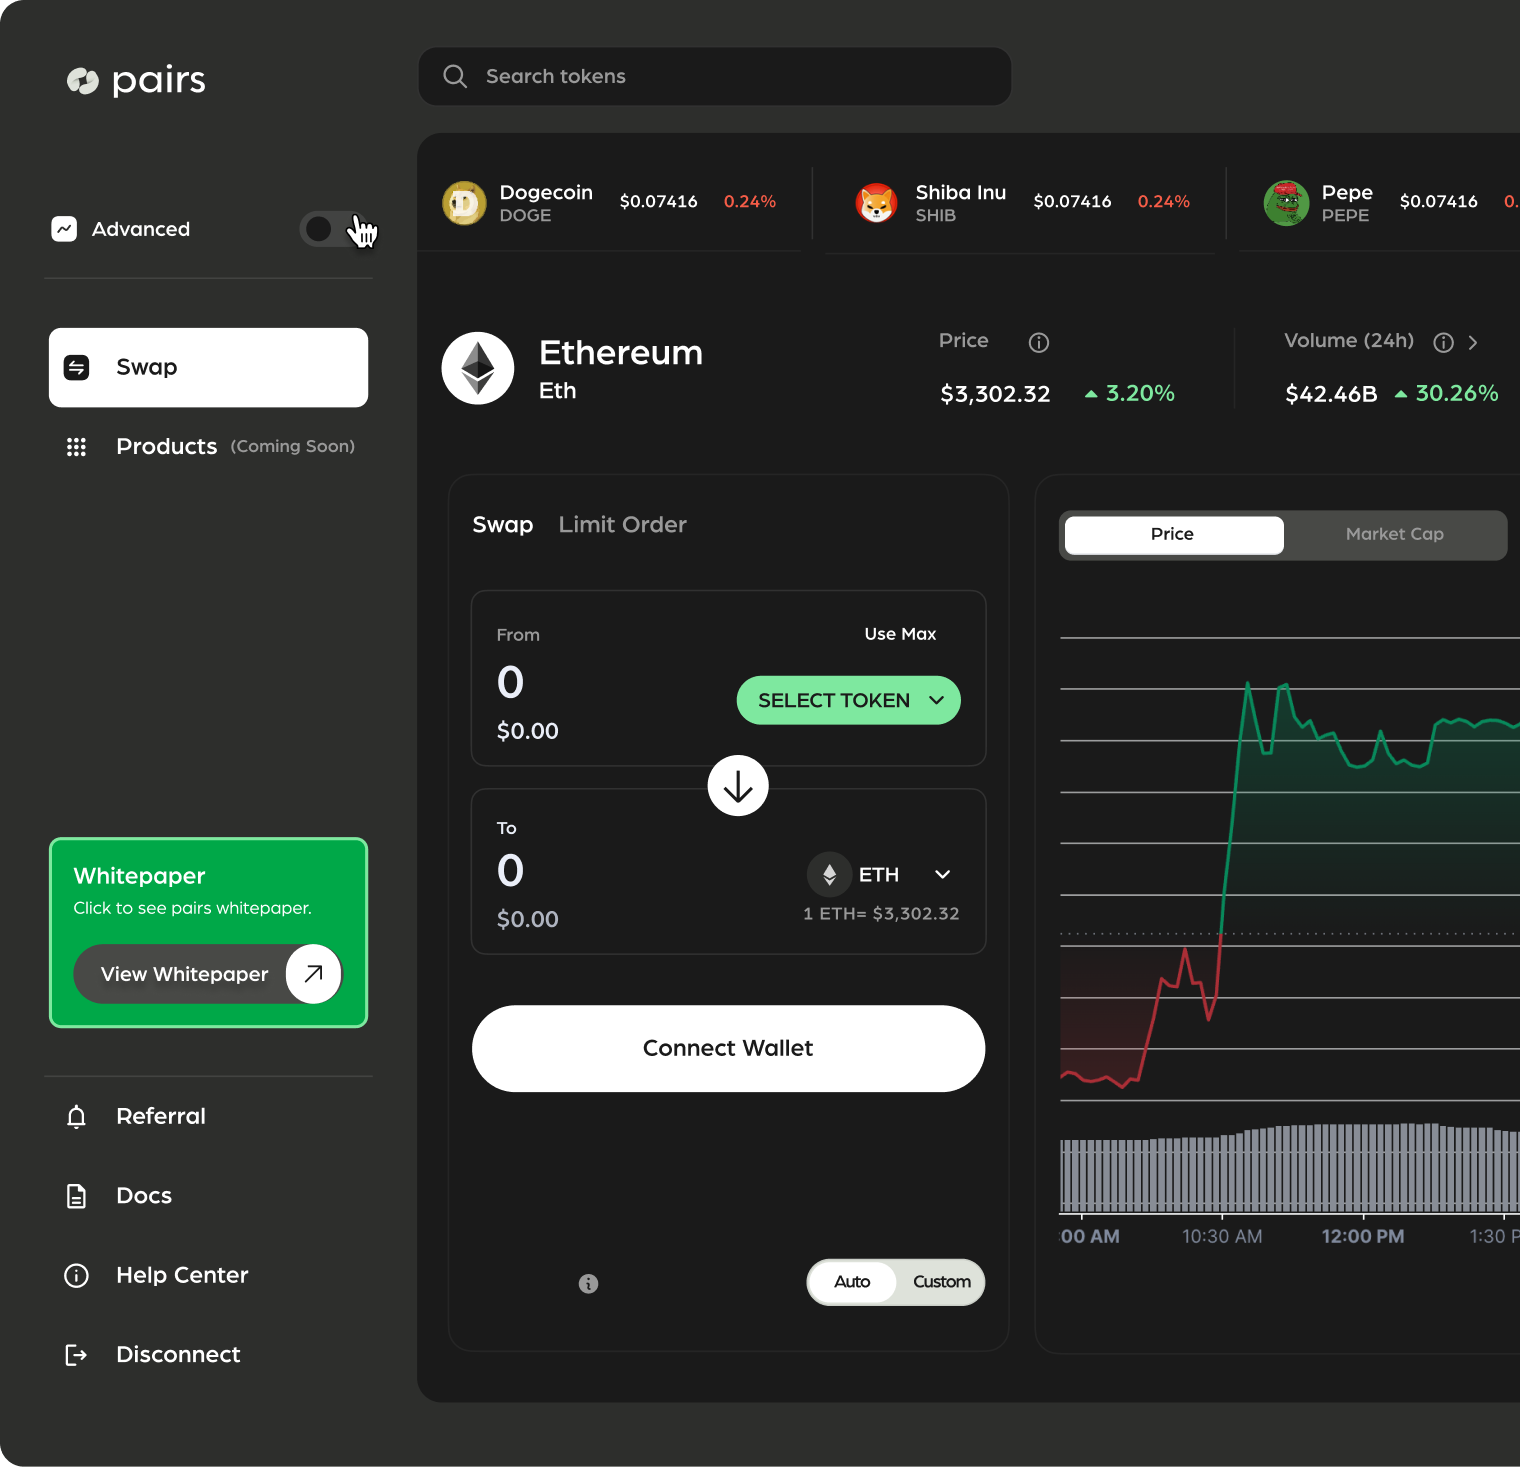 pairs
Search tokens
Advanced
Swap
Products (Coming Soon)
Whitepaper
Click to see pairs whitepaper.
View Whitepaper
Referral
Docs
Help Center
Disconnect
Dogecoin
DOGE
$0.07416 0.24%
Shiba Inu
SHIB
$0.07416 0.24%
Pepe
PEPE
$0.07416 0.
Ethereum
Eth
Price
$3,302.32 3.20%
Volume (24h)
$42.46B 30.26%
Swap Limit Order
From
Use Max
0
SELECT TOKEN
$0.00
To
0
ETH
$0.00
1 ETH= $3,302.32
Connect Wallet
Auto Custom
Price Market Cap
:00 AM 10:30 AM 12:00 PM 1:30 P